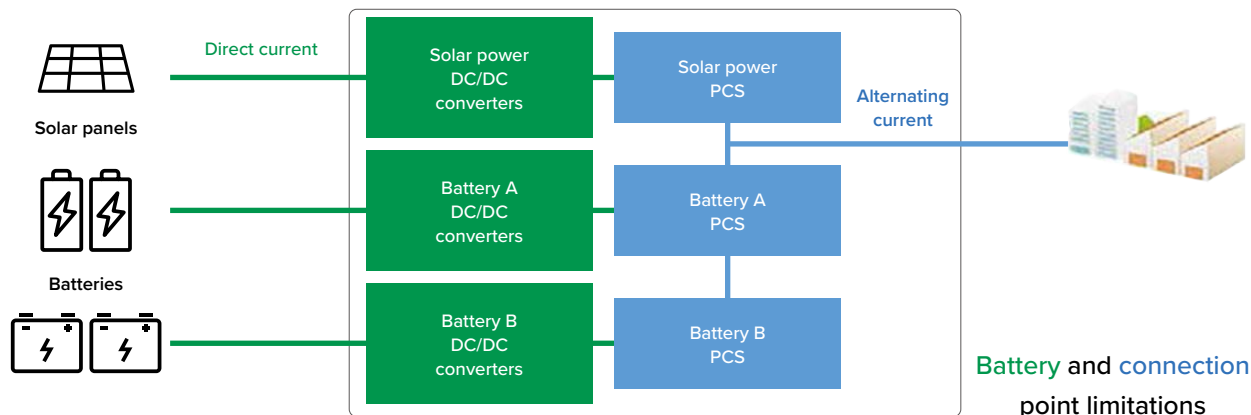 Direct current
Solar power
DC/DC
converters
Solar power
PCS
Alternating
current
Solar panels
Battery A
DC/DC
converters
Battery A
PCS
Batteries
Battery B
DC/DC
converters
Battery B
PCS
Battery and connection
point limitations